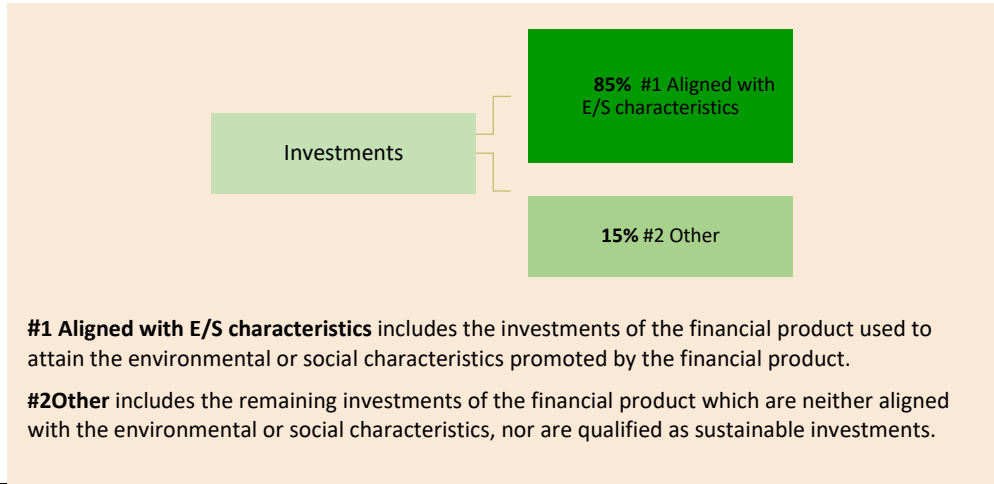 85% #1 Aligned with
E/S characteristics
Investments
15% #2 Other
#1 Aligned with E/S characteristics includes the investments of the financial product used to
attain the environmental or social characteristics promoted by the financial product.
#2Other includes the remaining investments of the financial product which are neither aligned
with the environmental or social characteristics, nor are qualified as sustainable investments.